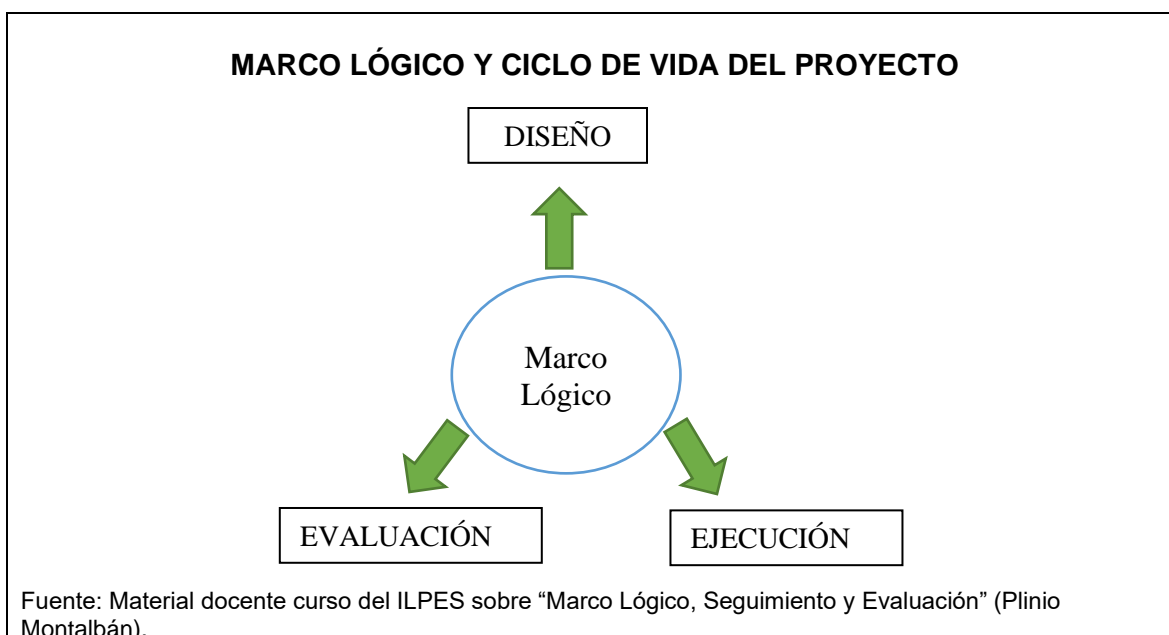 MARCO LÓGICO Y CICLO DE VIDA DEL PROYECTO
DISEÑO
Marco
Lógico
EVALUACIÓN
EJECUCIÓN
Fuente: Material docente curso del ILPES sobre “Marco Lógico, Seguimiento y Evaluación” (Plinio
Montalbán).